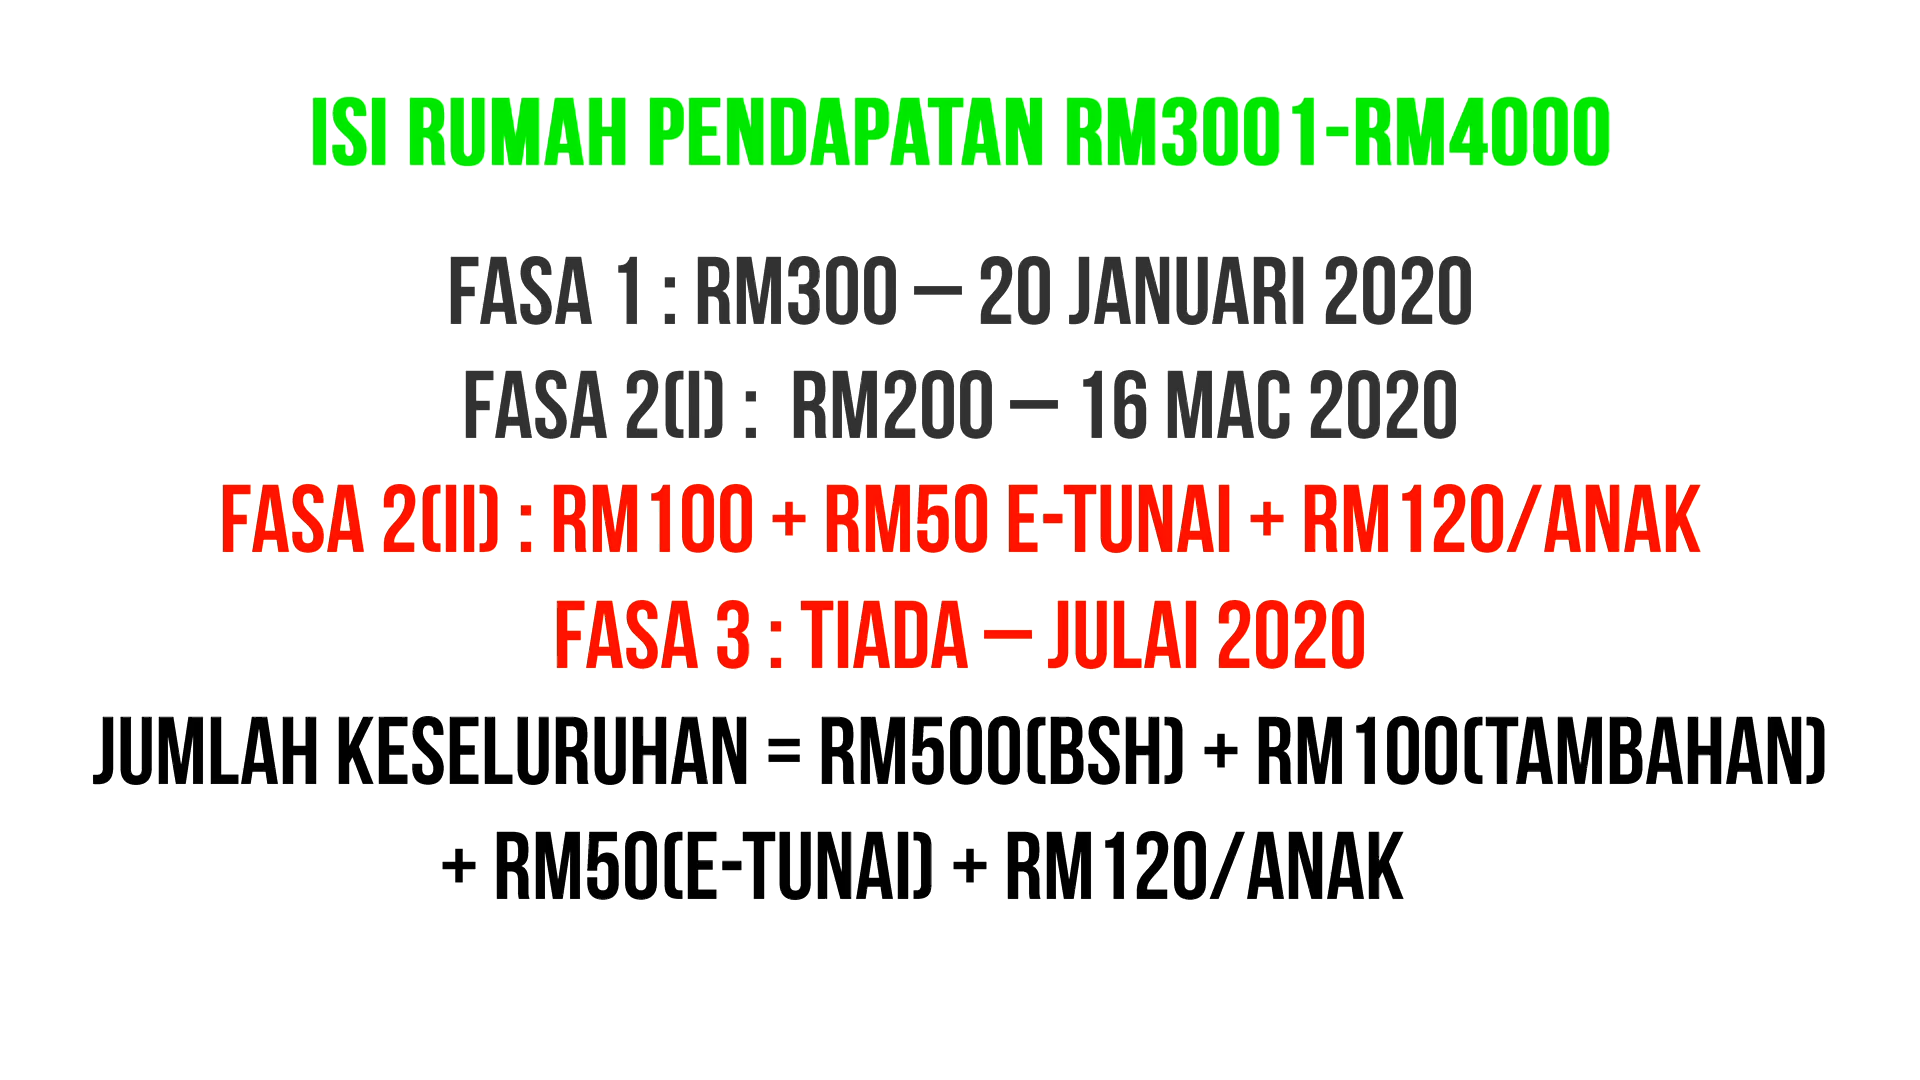 ISI RUMAH PENDAPATAN RM3001-RM4000
FASA 1 : RM300 – 20 JANUARI 2020
FASA 2(I) :  RM200 – 16 MAC 2020
FASA 2(II) : RM100 + RM50 E-TUNAI + RM120/ANAK
FASA 3 : TIADA – JULAI 2020
JUMLAH KESELURUHAN = RM500(BSH) + RM100(TAMBAHAN)
+ RM50(E-TUNAI) + RM120/ANAK